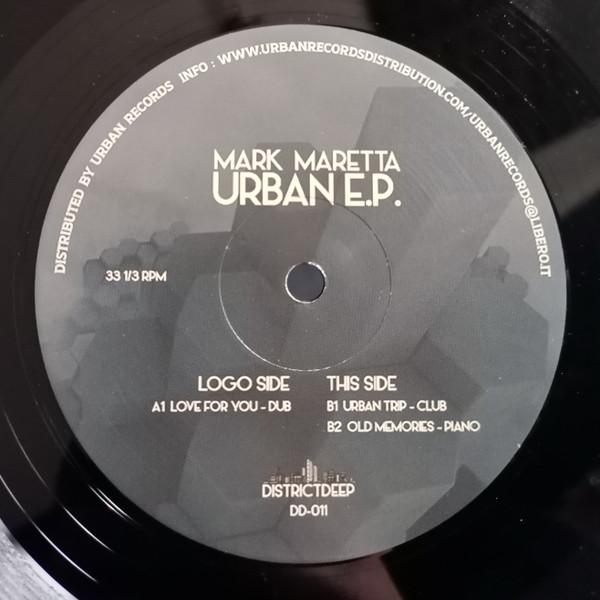 DISTRIBUTED BY URBAN RECORDS INFO : WWW.URBANRECORDSDISTRIBUTION.COM/URBANRECORDS@LIBERO.IT
MARK MARETTA
URBAN E.P.
33 1/3 RPM
LOGO SIDE
A1 LOVE FOR YOU - DUB
THIS SIDE
B1 URBAN TRIP - CLUB
B2 OLD MEMORIES - PIANO
DISTRICTDEEP
DD-011